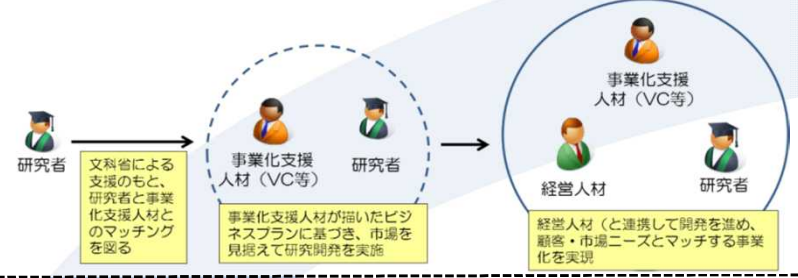 研究者
文科省による
支援のもと、
研究者と事業
化支援人材と
のマッチング
を図る
事業化支援
人材（VC等）
研究者
事業化支援人材が描いたビジ
ネスプランに基づき、市場を
見据えて研究開発を実施
事業化支援
人材（VC等）
経営人材
研究者
経営人材（と連携して開発を進め、
顧客・市場ニーズとマッチする事業
化を実現